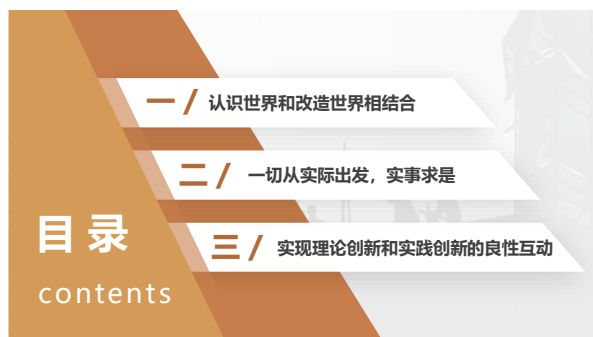 一/ 认识世界和改造世界相结合
二/ 一切从实际出发，实事求是
三/ 实现理论创新和实践创新的良性互动
目录
contents